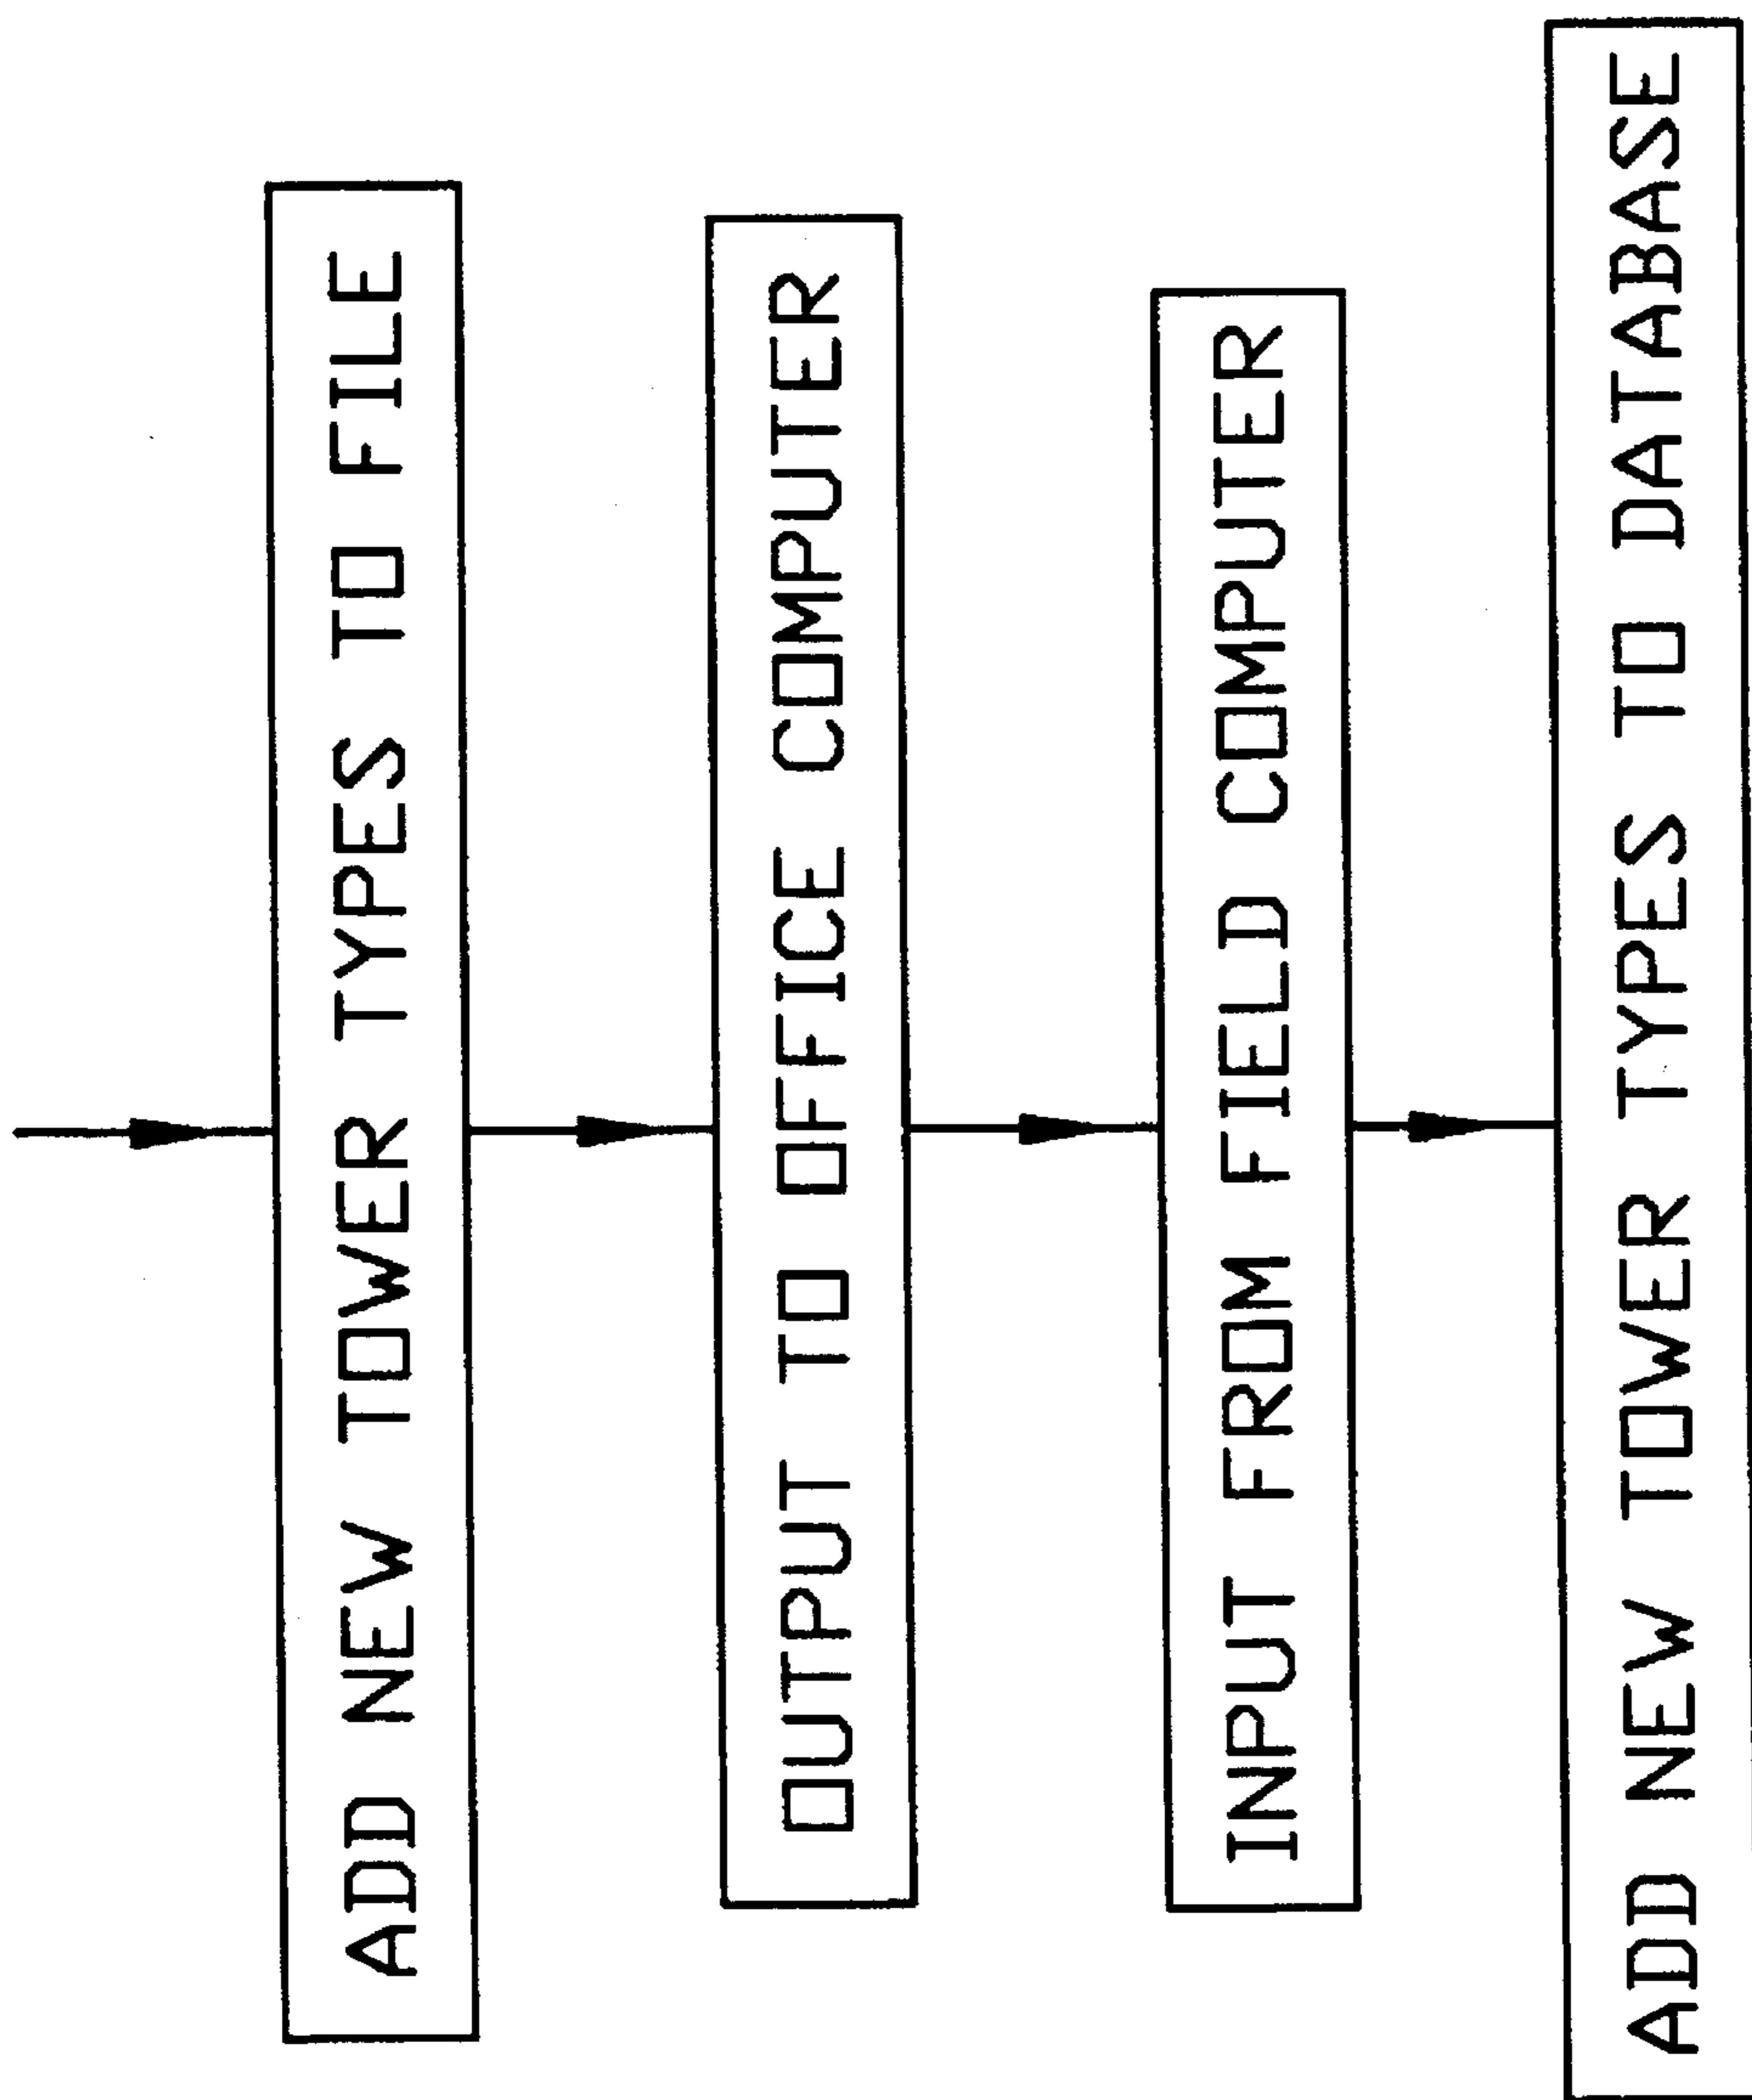 ADD NEW TOWER TYPES TO FILE
OUTPUT TO OFFICE COMPUTER
INPUT FROM FIELD COMPUTER
ADD NEW TOWER TYPES TO DATABASE